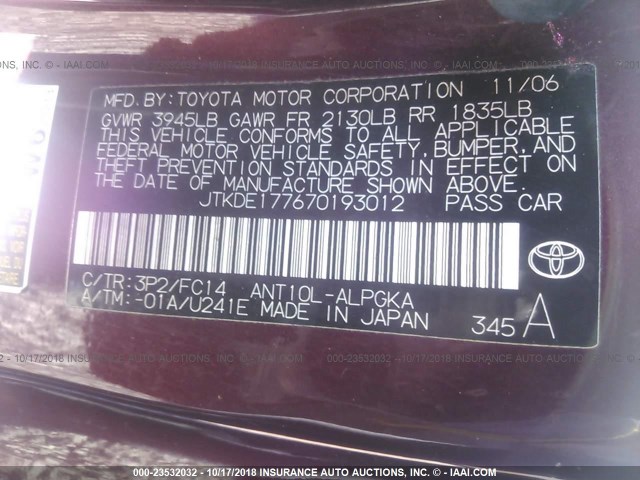 MFD. BY: TOYOTA MOTOR CORPORATION 11/06
GVWR 3945LB GAWR FR 2130LB RR 1835LB
THIS VEHICLE CONFORMS TO ALL APPLICABLE
FEDERAL MOTOR VEHICLE SAFETY, BUMPER, AND
THEFT PREVENTION STANDARDS IN EFFECT ON
THE DATE OF MANUFACTURE SHOWN ABOVE.
JTKDE177670193012 PASS CAR
C/TR:3P2/FC14 ANT10L-ALPGKA
A/TM:-01A/U241E MADE IN JAPAN
345 A
TOYOTA
000-23532032 - 10/17/2018 INSURANCE AUTO AUCTIONS INC. - © - IAAI.COM